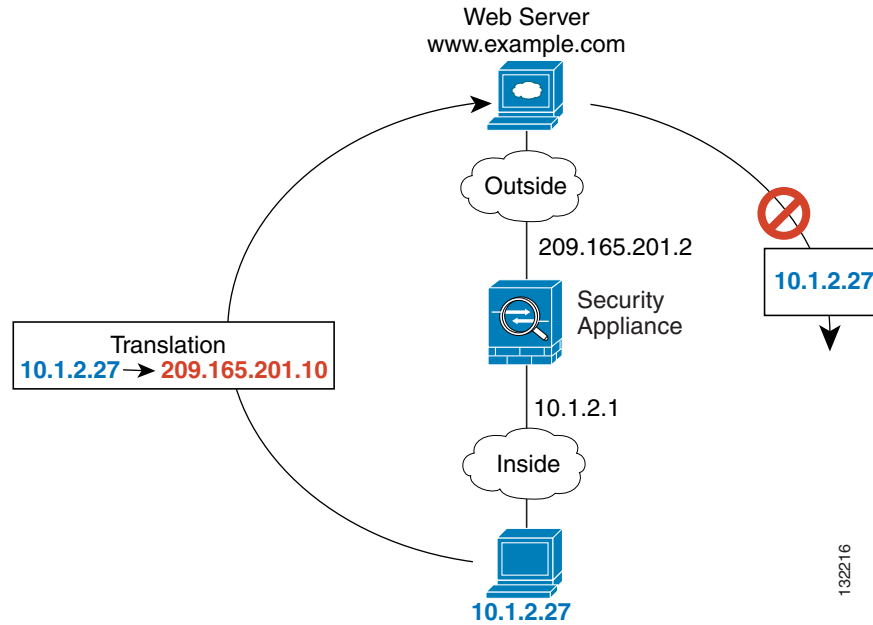 Web Server
www.example.com
Outside
209.165.201.2
10.1.2.27
Security
Appliance
Translation
10.1.2.27 209.165.201.10
10.1.2.1
Inside
10.1.2.27
132216